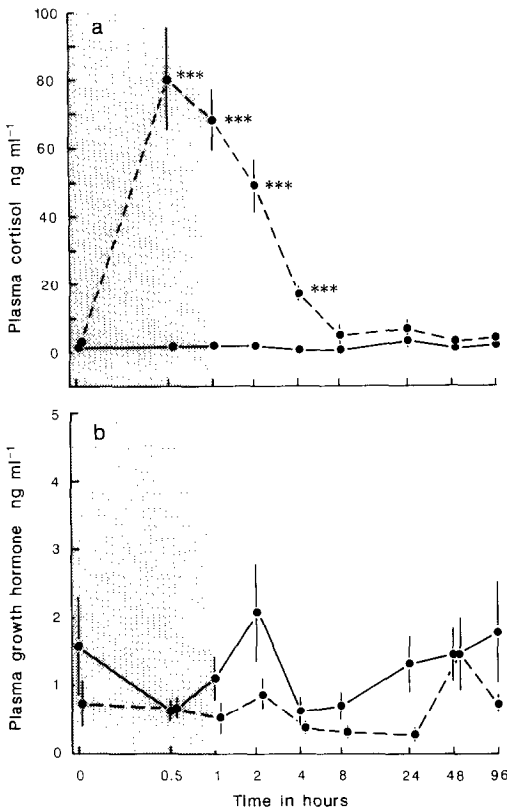 a
Plasma cortisol ng ml⁻¹
100
80
60
40
20
0
***
***
***
***
b
Plasma growth hormone ng ml⁻¹
5
4
3
2
1
0
0 0.5 1 2 4 8 24 48 96
Time in hours